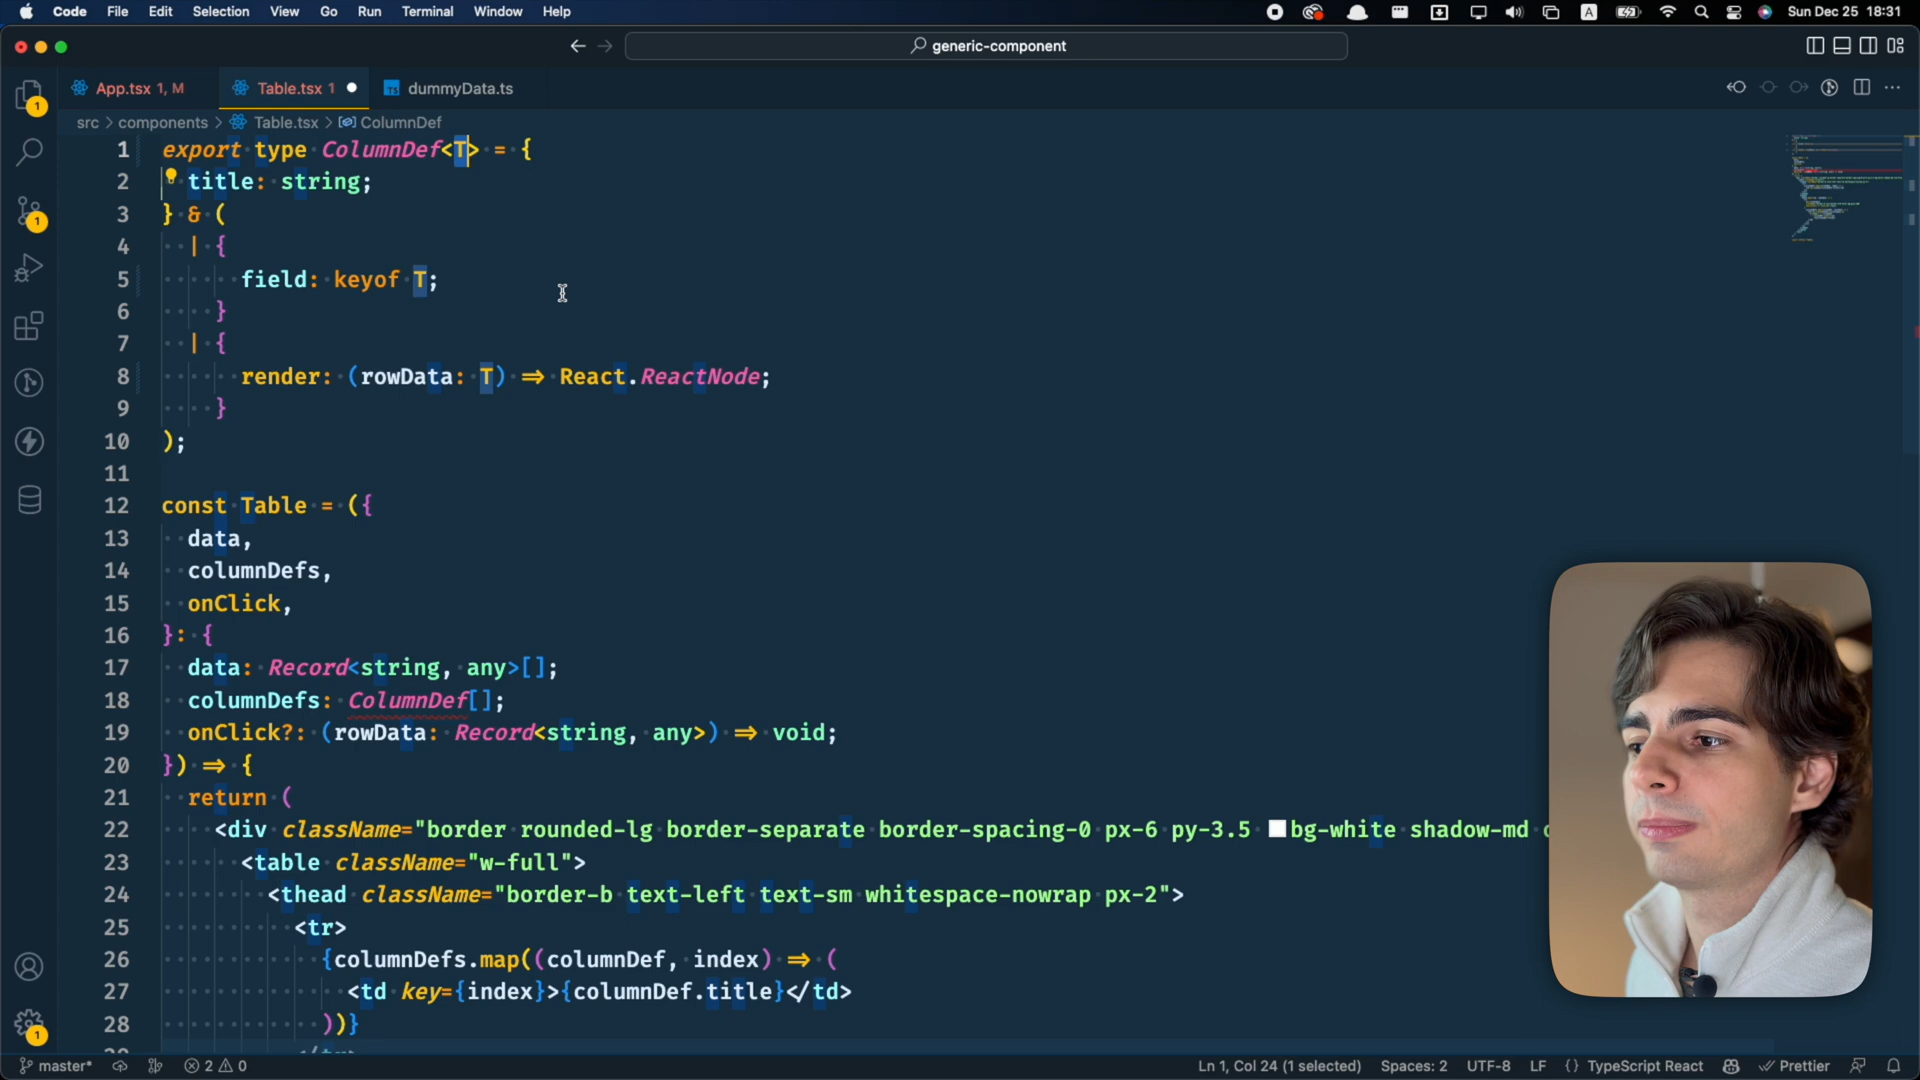 Code File Edit Selection View Go Run Terminal Window Help A Sun Dec 25 18:31
generic-component
App.tsx 1, M Table.tsx 1 dummyData.ts
src > components > Table.tsx > ColumnDef
1 export type ColumnDef<T> = {
2 title: string;
3 } & (
4 | {
5 field: keyof T;
6 }
7 | {
8 render: (rowData: T) ⇒ React.ReactNode;
9 }
10 );
11
12 const Table = ({
13 data,
14 columnDefs,
15 onClick,
16 }: {
17 data: Record<string, any>[];
18 columnDefs: ColumnDef[];
19 onClick?: (rowData: Record<string, any>) ⇒ void;
20 }) ⇒ {
21 return (
22 <div className="border rounded-lg border-separate border-spacing-0 px-6 py-3.5 bg-white shadow-md
23 <table className="w-full">
24 <thead className="border-b text-left text-sm whitespace-nowrap px-2">
25 <tr>
26 {columnDefs.map((columnDef, index) ⇒ (
27 <td key={index}>{columnDef.title}</td>
28 ))}
master* 2 0 Ln 1, Col 24 (1 selected) Spaces: 2 UTF-8 LF {} TypeScript React Prettier